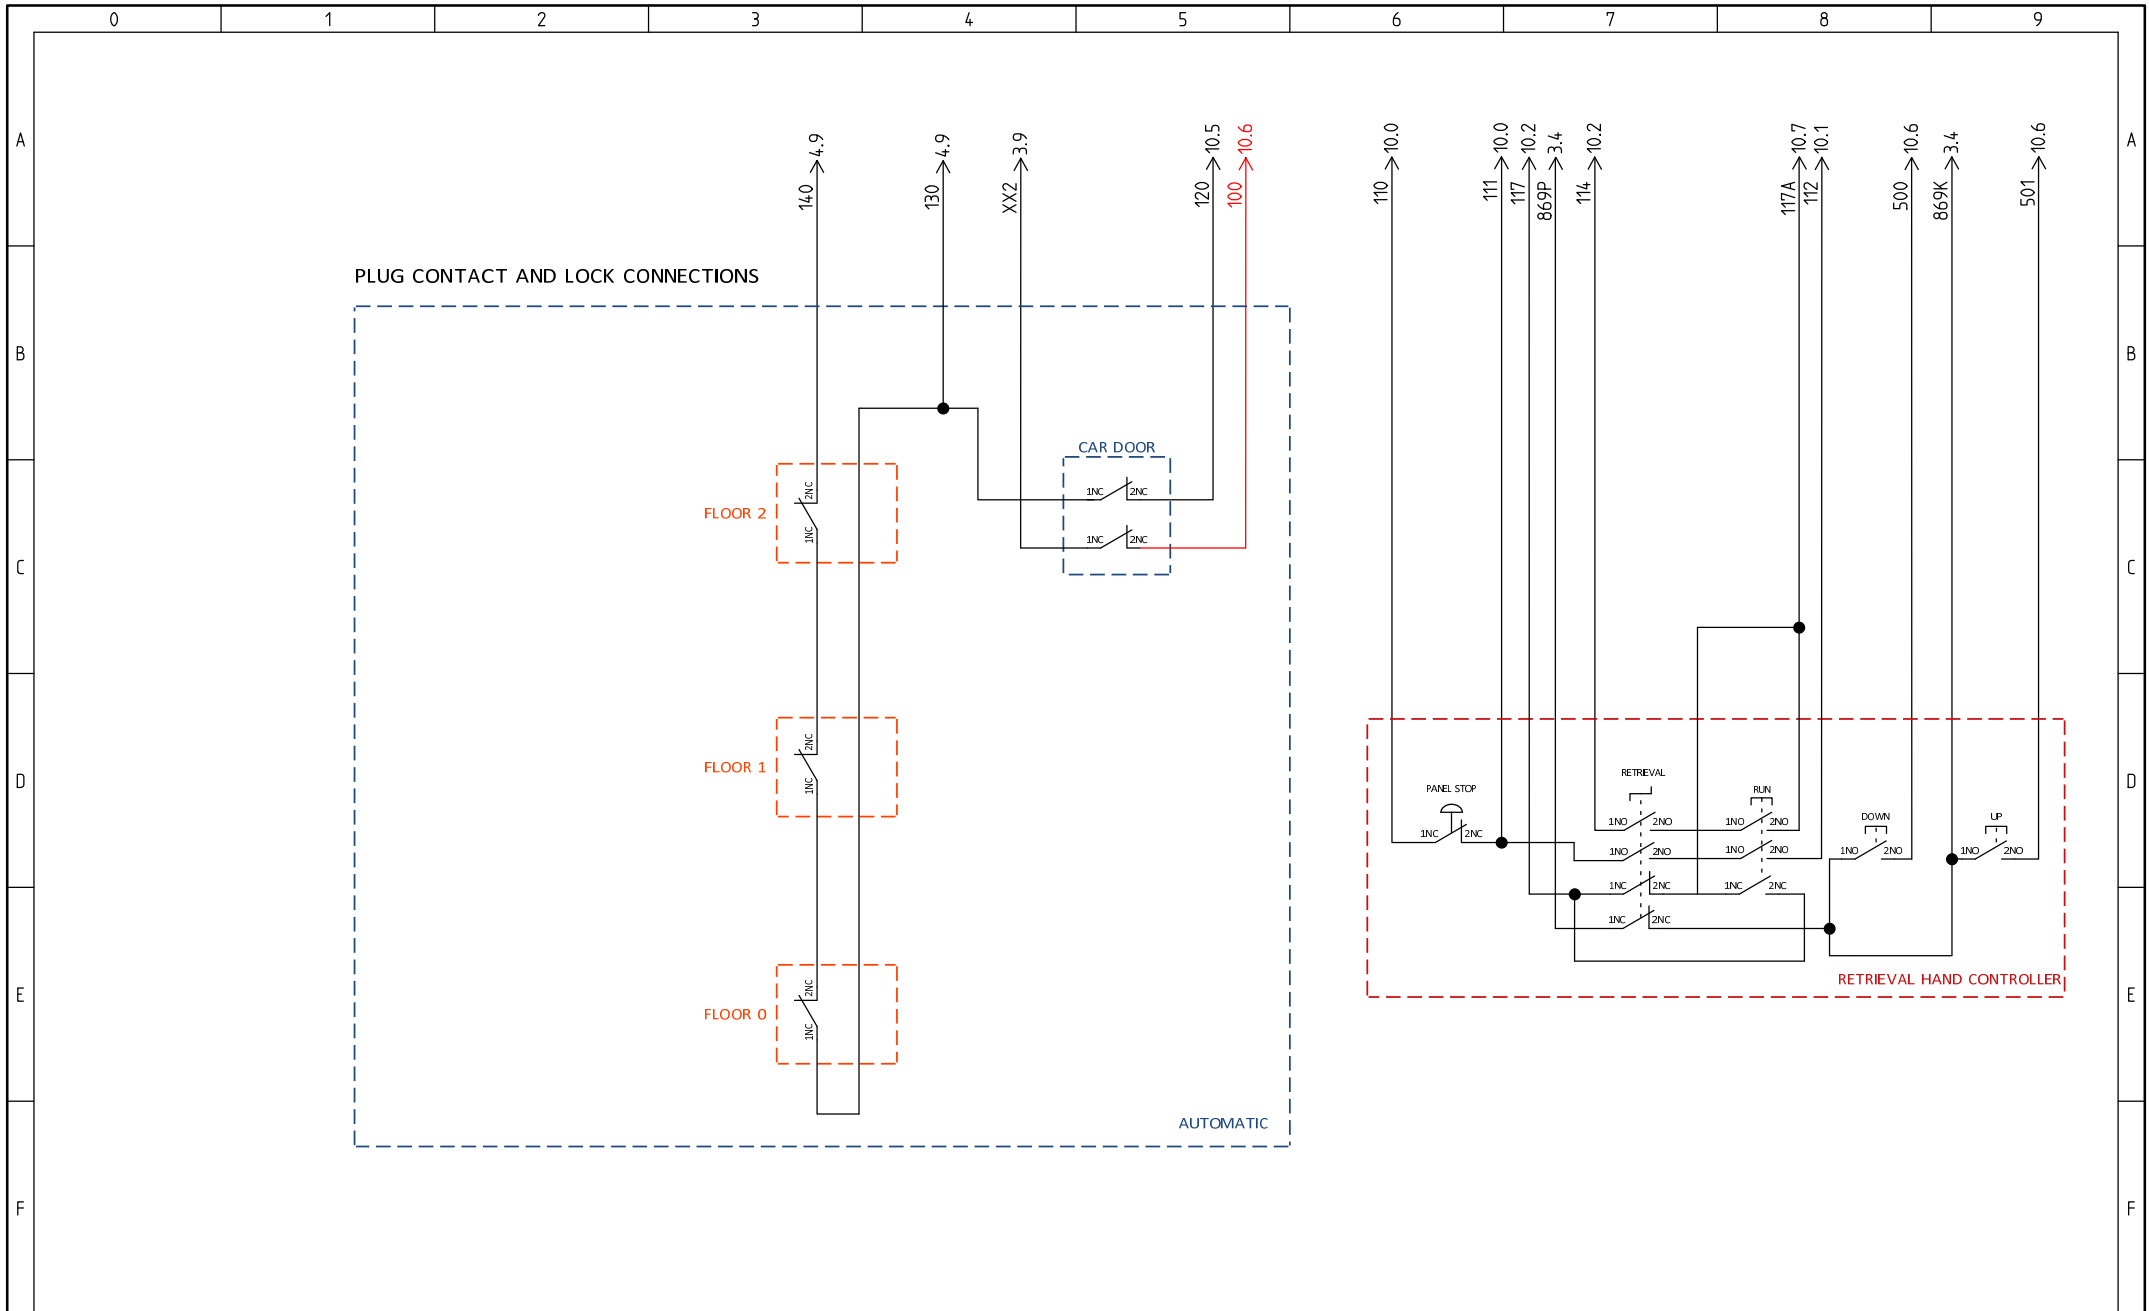 0 1 2 3 4 5 6 7 8 9
A A
4.9 4.9 3.9 10.5 10.6 10.0 10.0 10.2 3.4 10.2 10.7 10.1 10.6 3.4 10.6
140 130 XX2 120 100 110 111 117 869P 114 117A 112 500 869K 501
PLUG CONTACT AND LOCK CONNECTIONS
B B
CAR DOOR
1NC 2NC
1NC 2NC
FLOOR 2
2NC
1NC
C C
FLOOR 1
2NC
1NC
D D
RETRIEVAL
PANEL STOP
RUN
DOWN
UP
1NC 2NC
1NO 2NO 1NO 2NO
1NO 2NO 1NO 2NO
1NO 2NO
1NO 2NO
1NC 2NC 1NC 2NC
1NC 2NC
RETRIEVAL HAND CONTROLLER
E E
FLOOR 0
2NC
1NC
AUTOMATIC
F F